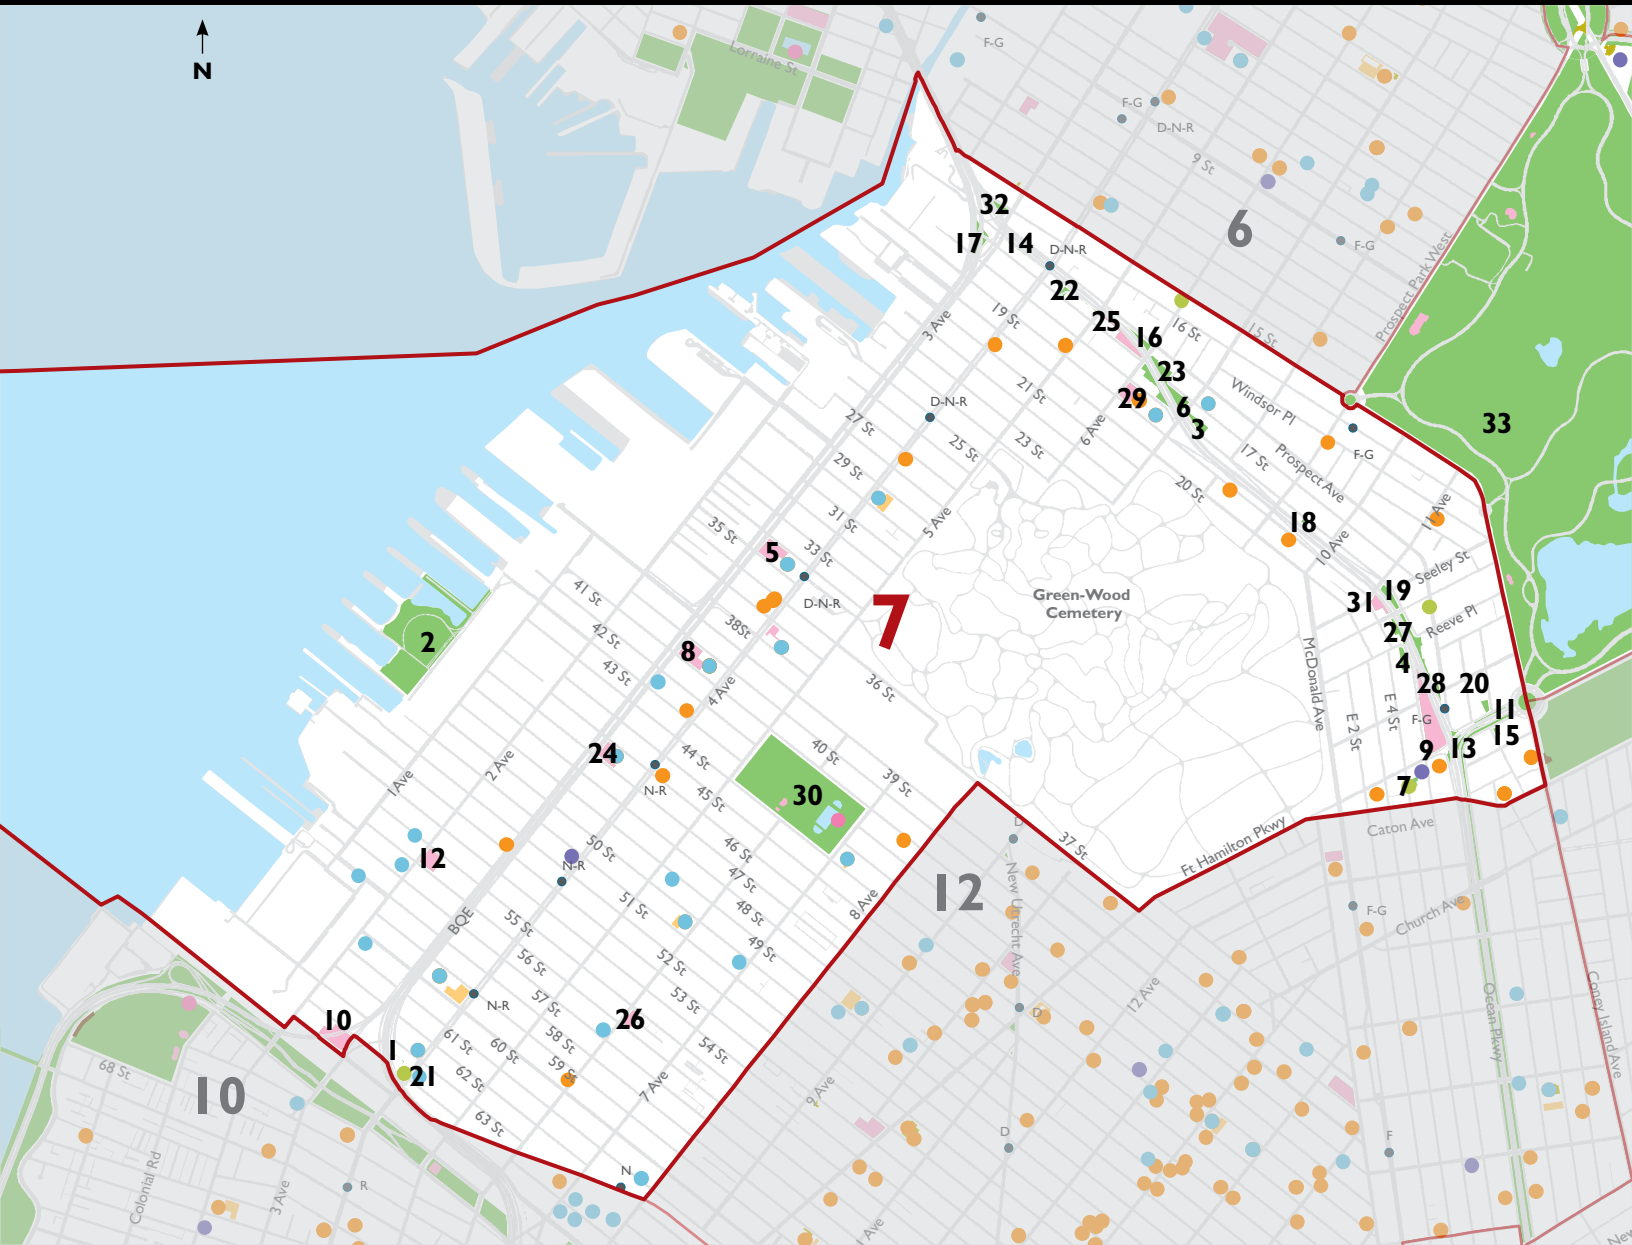 N
Lorraine St
F-G
F-G
D-N-R
9 St
6
F-G
Prospect Park West
32
17
14
D-N-R
22
25
16
16 St
15 St
19 St
3 Ave
23
29
6
3
Windsor Pl
21 St
6 Ave
D-N-R
27 St
25 St
23 St
29 St
17 St
Prospect Ave
F-G
33
20 St
31 St
5 Ave
18
10 Ave
11 Ave
35 St
5
33 St
D-N-R
7
Green-Wood
Cemetery
Seeley St
31
19
27
Reeve Pl
4
28
20
11
15
F-G
13
9
7
McDonald Ave
E 2 St
E 4 St
41 St
42 St
43 St
38St
8
2
4 Ave
36 St
24
44 St
N-R
45 St
40 St
39 St
30
1 Ave
2 Ave
12
N-R
50 St
46 St
47 St
48 St
49 St
51 St
52 St
53 St
54 St
8 Ave
37 St
D
Ft Hamilton Pkwy
Caton Ave
12
New Utrecht Ave
F-G
Church Ave
BQE
55 St
56 St
57 St
58 St
59 St
N-R
61 St
60 St
62 St
63 St
26
7 Ave
10
1
21
68 St
10
Colonial Rd
3 Ave
R
N
9 Ave
12 Ave
D
D
F
Ocean Pkwy
Coney Island Ave